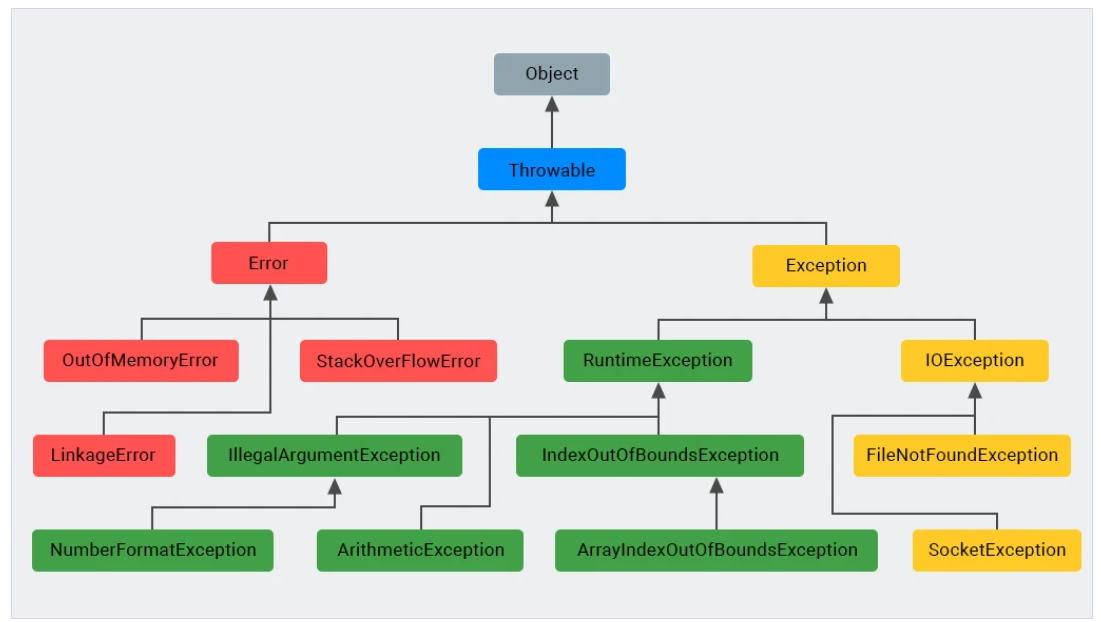 Object
Throwable
Error
Exception
OutOfMemoryError
StackOverFlowError
RuntimeException
IOException
LinkageError
IllegalArgumentException
IndexOutOfBoundsException
FileNotFoundException
NumberFormatException
ArithmeticException
ArrayIndexOutOfBoundsException
SocketException